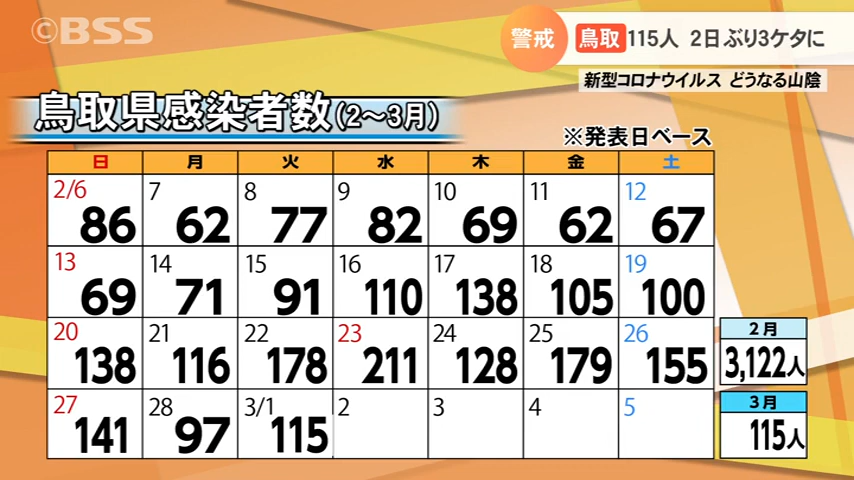 ©BSS
警戒 鳥取 115人 2日ぶり3ケタに
新型コロナウイルス どうなる山陰
鳥取県感染者数(2〜3月)
※発表日ベース
日 月 火 水 木 金 土
2/6 7 8 9 10 11 12
86 62 77 82 69 62 67
13 14 15 16 17 18 19
69 71 91 110 138 105 100
20 21 22 23 24 25 26
138 116 178 211 128 179 155
27 28 3/1 2 3 4 5
141 97 115
2月
3,122人
3月
115人